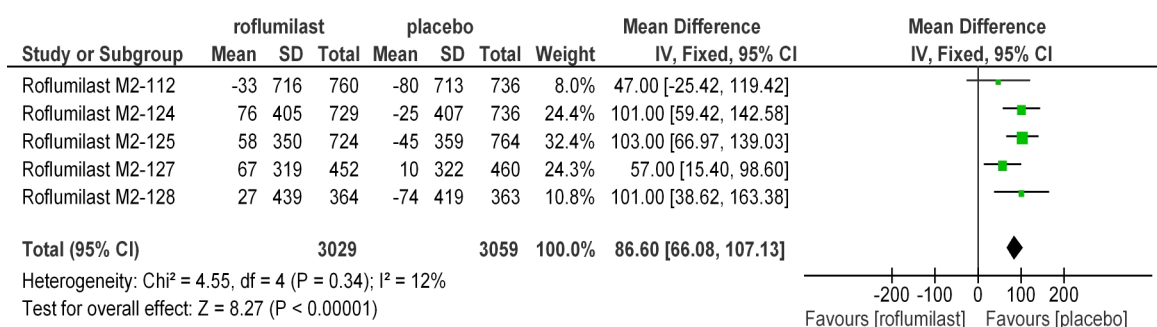 roflumilast placebo Mean Difference Mean Difference
Study or Subgroup Mean SD Total Mean SD Total Weight IV, Fixed, 95% CI IV, Fixed, 95% CI
Roflumilast M2-112 -33 716 760 -80 713 736 8.0% 47.00 [-25.42, 119.42]
Roflumilast M2-124 76 405 729 -25 407 736 24.4% 101.00 [59.42, 142.58]
Roflumilast M2-125 58 350 724 -45 359 764 32.4% 103.00 [66.97, 139.03]
Roflumilast M2-127 67 319 452 10 322 460 24.3% 57.00 [15.40, 98.60]
Roflumilast M2-128 27 439 364 -74 419 363 10.8% 101.00 [38.62, 163.38]
Total (95% CI) 3029 3059 100.0% 86.60 [66.08, 107.13]
Heterogeneity: Chi² = 4.55, df = 4 (P = 0.34); I² = 12%
Test for overall effect: Z = 8.27 (P < 0.00001)
-200 -100 0 100 200
Favours [roflumilast] Favours [placebo]